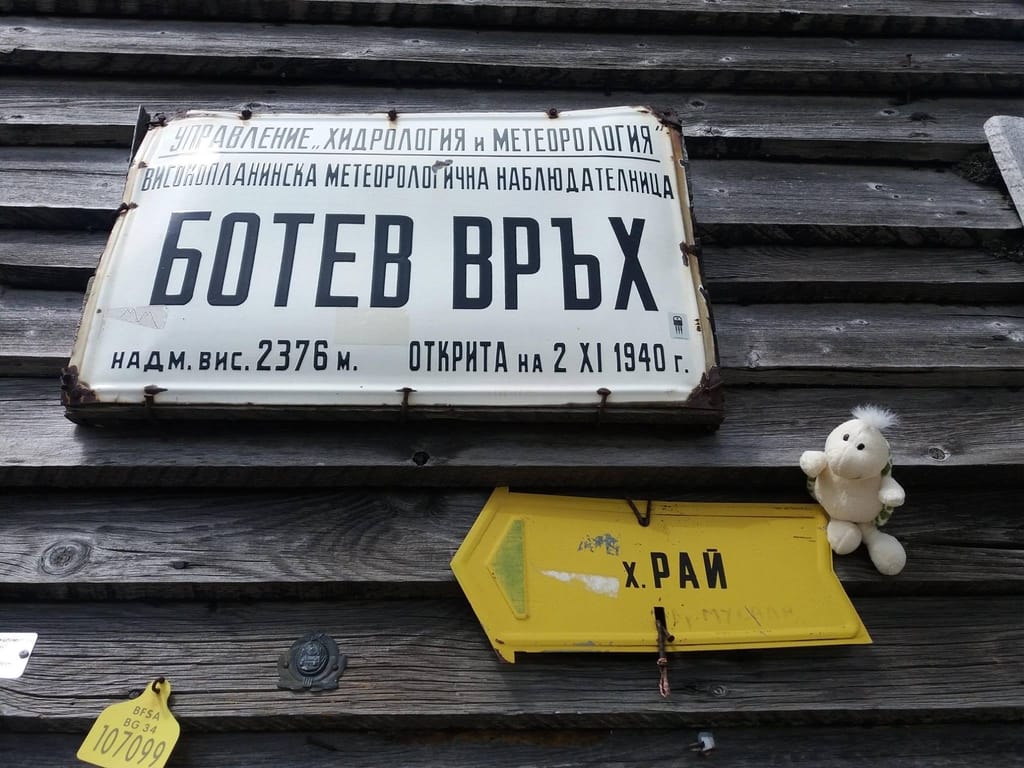 УПРАВЛЕНИЕ „ХИДРОЛОГИЯ и МЕТЕОРОЛОГИЯ“
ВИСОКОПЛАНИНСКА МЕТЕОРОЛОГИЧНА НАБЛЮДАТЕЛНИЦА
БОТЕВ ВРЪХ
НАДМ. ВИС. 2376 м. ОТКРИТА на 2 XI 1940 г.
х. РАЙ
BFSA
BG 34
107099